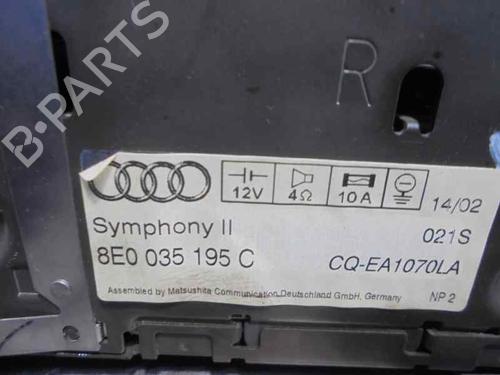 R
B-PARTS
12V 4Ω 10A
14/02
Symphony II
021S
8E0 035 195 C
CQ-EA1070LA
Assembled by Matsushita Communication Deutschland GmbH, Germany
NP 2